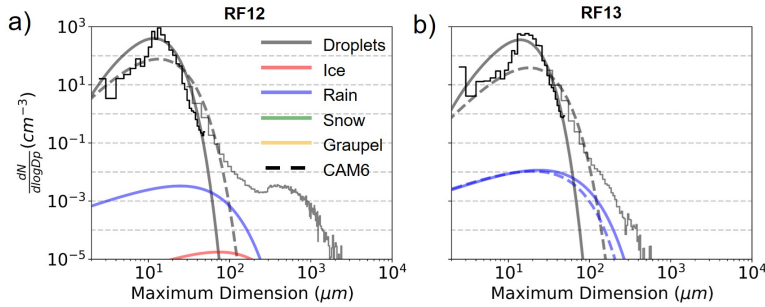 a)
RF12
b)
RF13
10^3
10^1
10^-1
10^-3
10^-5
dN/dlogDp (cm^-3)
Droplets
Ice
Rain
Snow
Graupel
CAM6
10^1 10^2 10^3 10^4
10^1 10^2 10^3 10^4
Maximum Dimension (μm)
Maximum Dimension (μm)